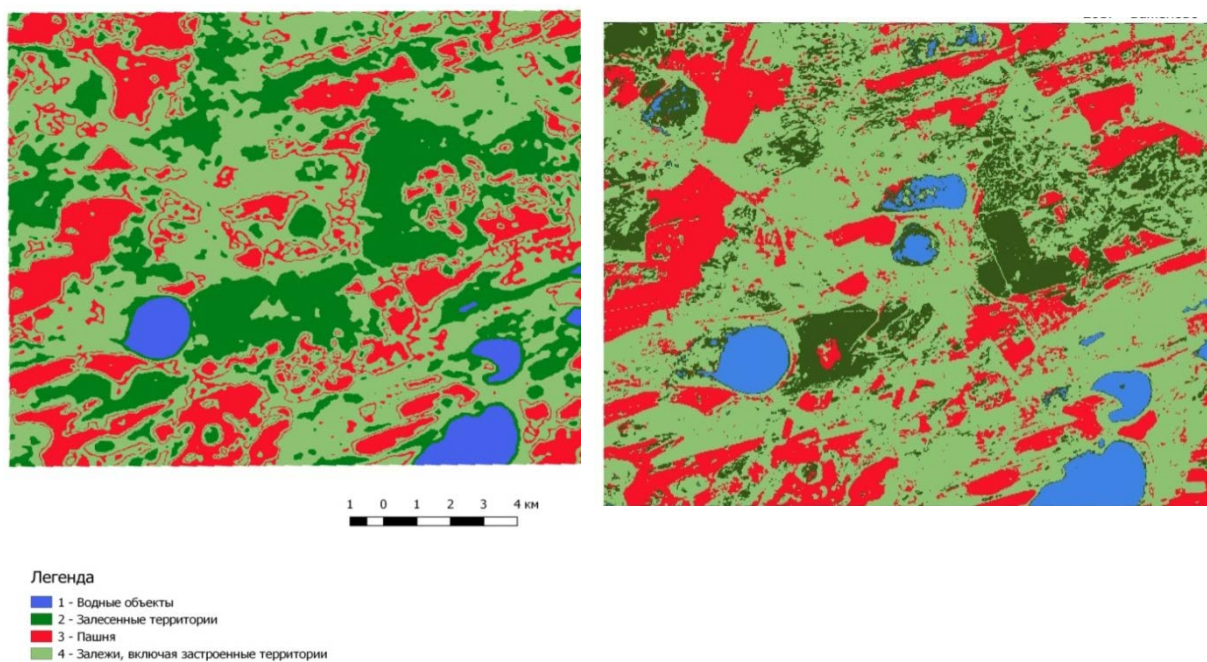 1 0 1 2 3 4 км
Легенда
1 - Водные объекты
2 - Залесенные территории
3 - Пашня
4 - Залежи, включая застроенные территории